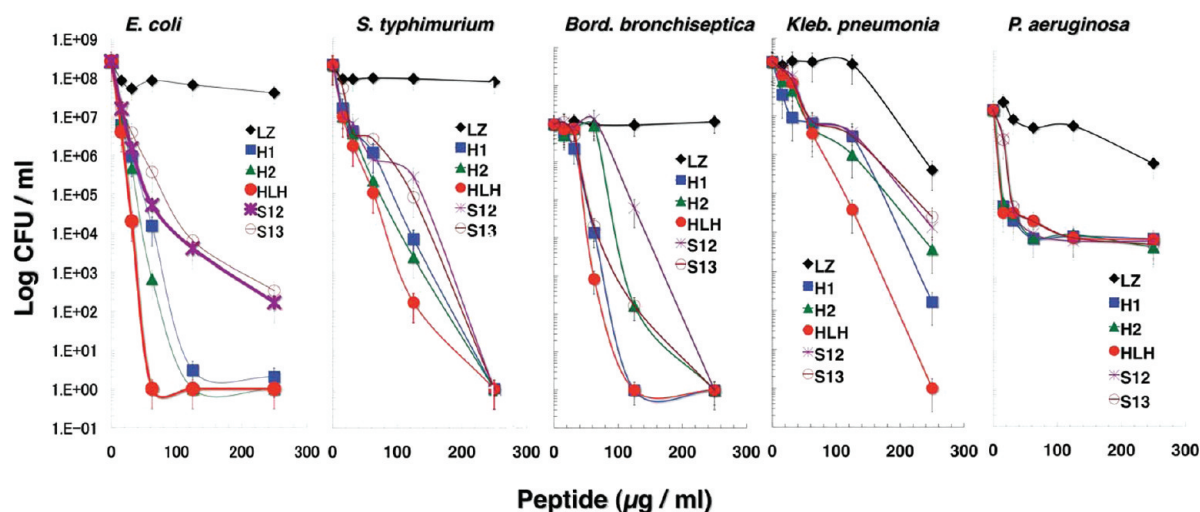 E. coli
S. typhimurium
Bord. bronchiseptica
Kleb. pneumonia
P. aeruginosa
Log CFU / ml
1.E+09
1.E+08
1.E+07
1.E+06
1.E+05
1.E+04
1.E+03
1.E+02
1.E+01
1.E+00
1.E–01
LZ
H1
H2
HLH
S12
S13
LZ
H1
H2
HLH
S12
S13
LZ
H1
H2
HLH
S12
S13
LZ
H1
H2
HLH
S12
S13
LZ
H1
H2
HLH
S12
S13
0 100 200 300
0 100 200 300
0 100 200 300
0 100 200 300
0 100 200 300
Peptide (µg / ml)